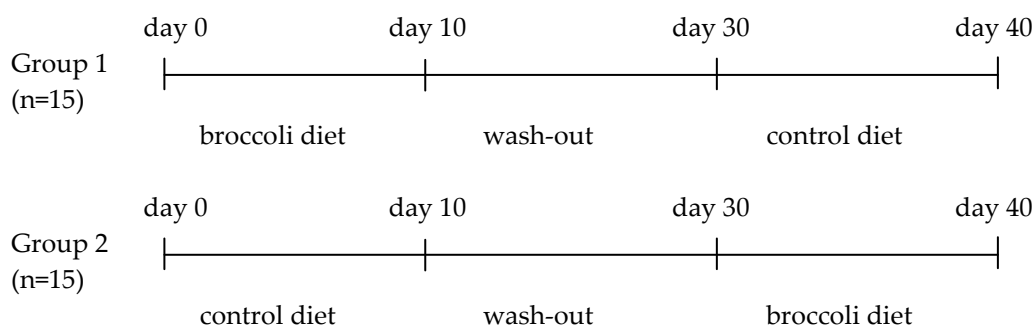 day 0 day 10 day 30 day 40
Group 1
(n=15)
broccoli diet wash-out control diet
day 0 day 10 day 30 day 40
Group 2
(n=15)
control diet wash-out broccoli diet